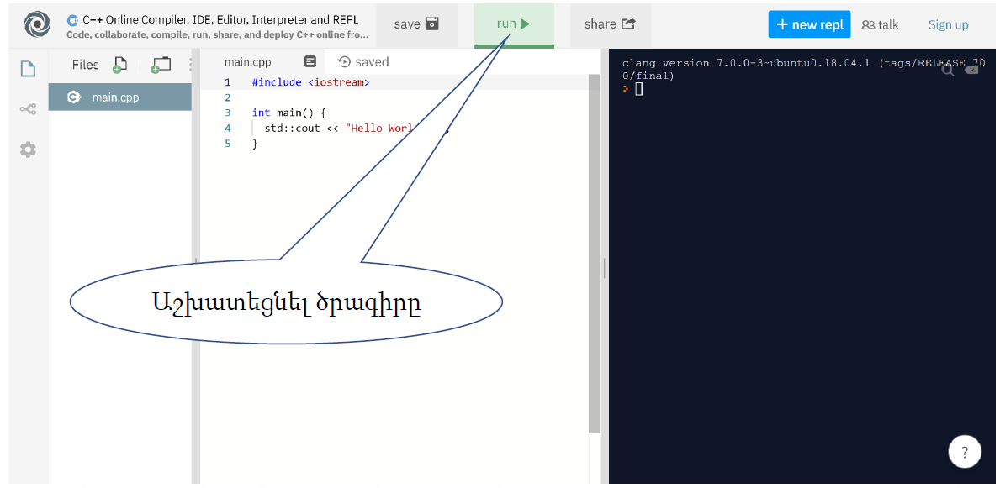 C++ Online Compiler, IDE, Editor, Interpreter and REPL
Code, collaborate, compile, run, share, and deploy C++ online fro...
save
run
share
+ new repl
talk
Sign up
Files
main.cpp
main.cpp
saved
1 #include <iostream>
2
3 int main() {
4 std::cout << "Hello Worl
5 }
clang version 7.0.0-3~ubuntu0.18.04.1 (tags/RELEASE_70
0/final)
>
Աշխատեցնել ծրագիրը
?